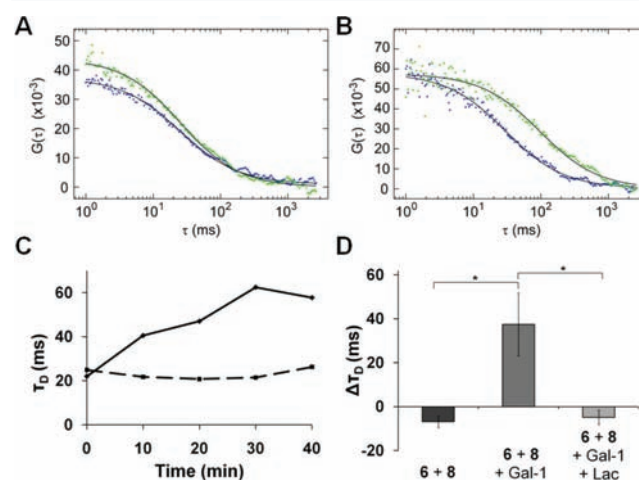 A
B
50
40
30
20
10
0
G(τ) (x10⁻³)
10⁰ 10¹ 10² 10³
τ (ms)
70
60
50
40
30
20
10
0
G(τ) (x10⁻³)
10⁰ 10¹ 10² 10³
τ (ms)
C
D
60
40
20
0
τD (ms)
0 10 20 30 40
Time (min)
60
40
20
0
-20
ΔτD (ms)
* *
6 + 8
6 + 8
+ Gal-1
6 + 8
+ Gal-1
+ Lac